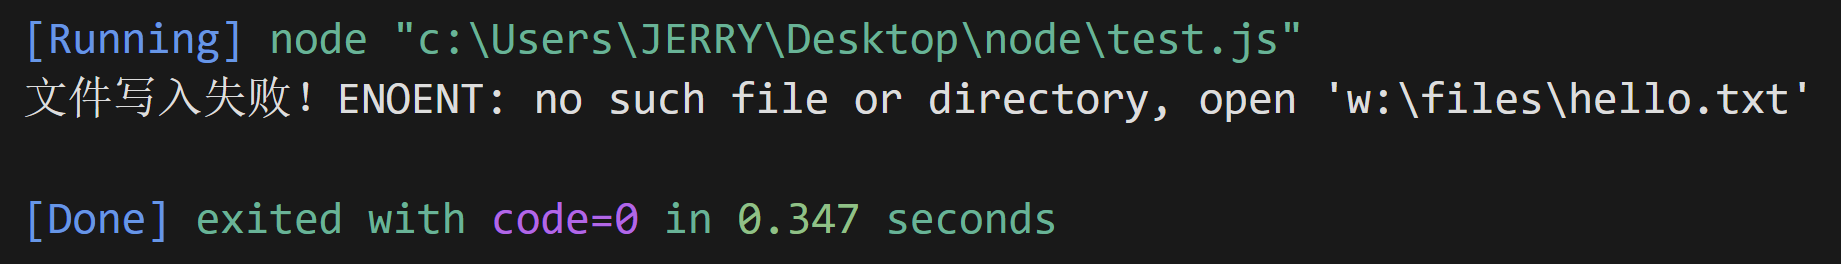 [Running] node "c:\Users\JERRY\Desktop\node\test.js"
文件写入失败！ENOENT: no such file or directory, open 'w:\files\hello.txt'
[Done] exited with code=0 in 0.347 seconds